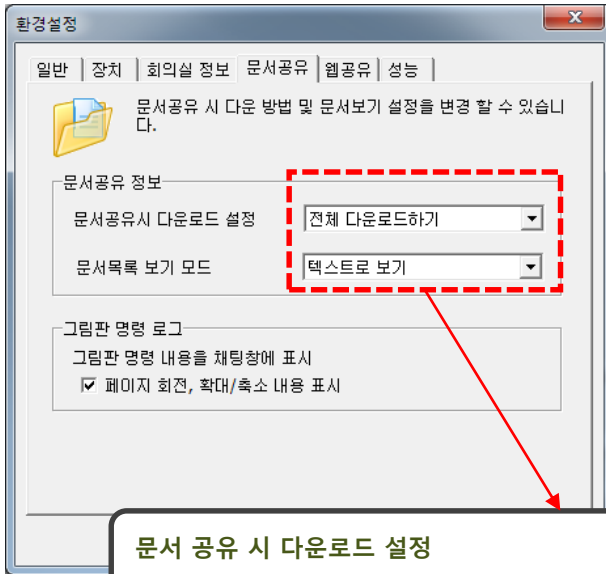 환경설정
일반 장치 회의실 정보 문서공유 웹공유 성능
문서공유 시 다운 방법 및 문서보기 설정을 변경 할 수 있습니
다.
문서공유 정보
문서공유시 다운로드 설정 전체 다운로드하기
문서목록 보기 모드 텍스트로 보기
그림판 명령 로그
그림판 명령 내용을 채팅창에 표시
페이지 회전, 확대/축소 내용 표시
문서 공유 시 다운로드 설정